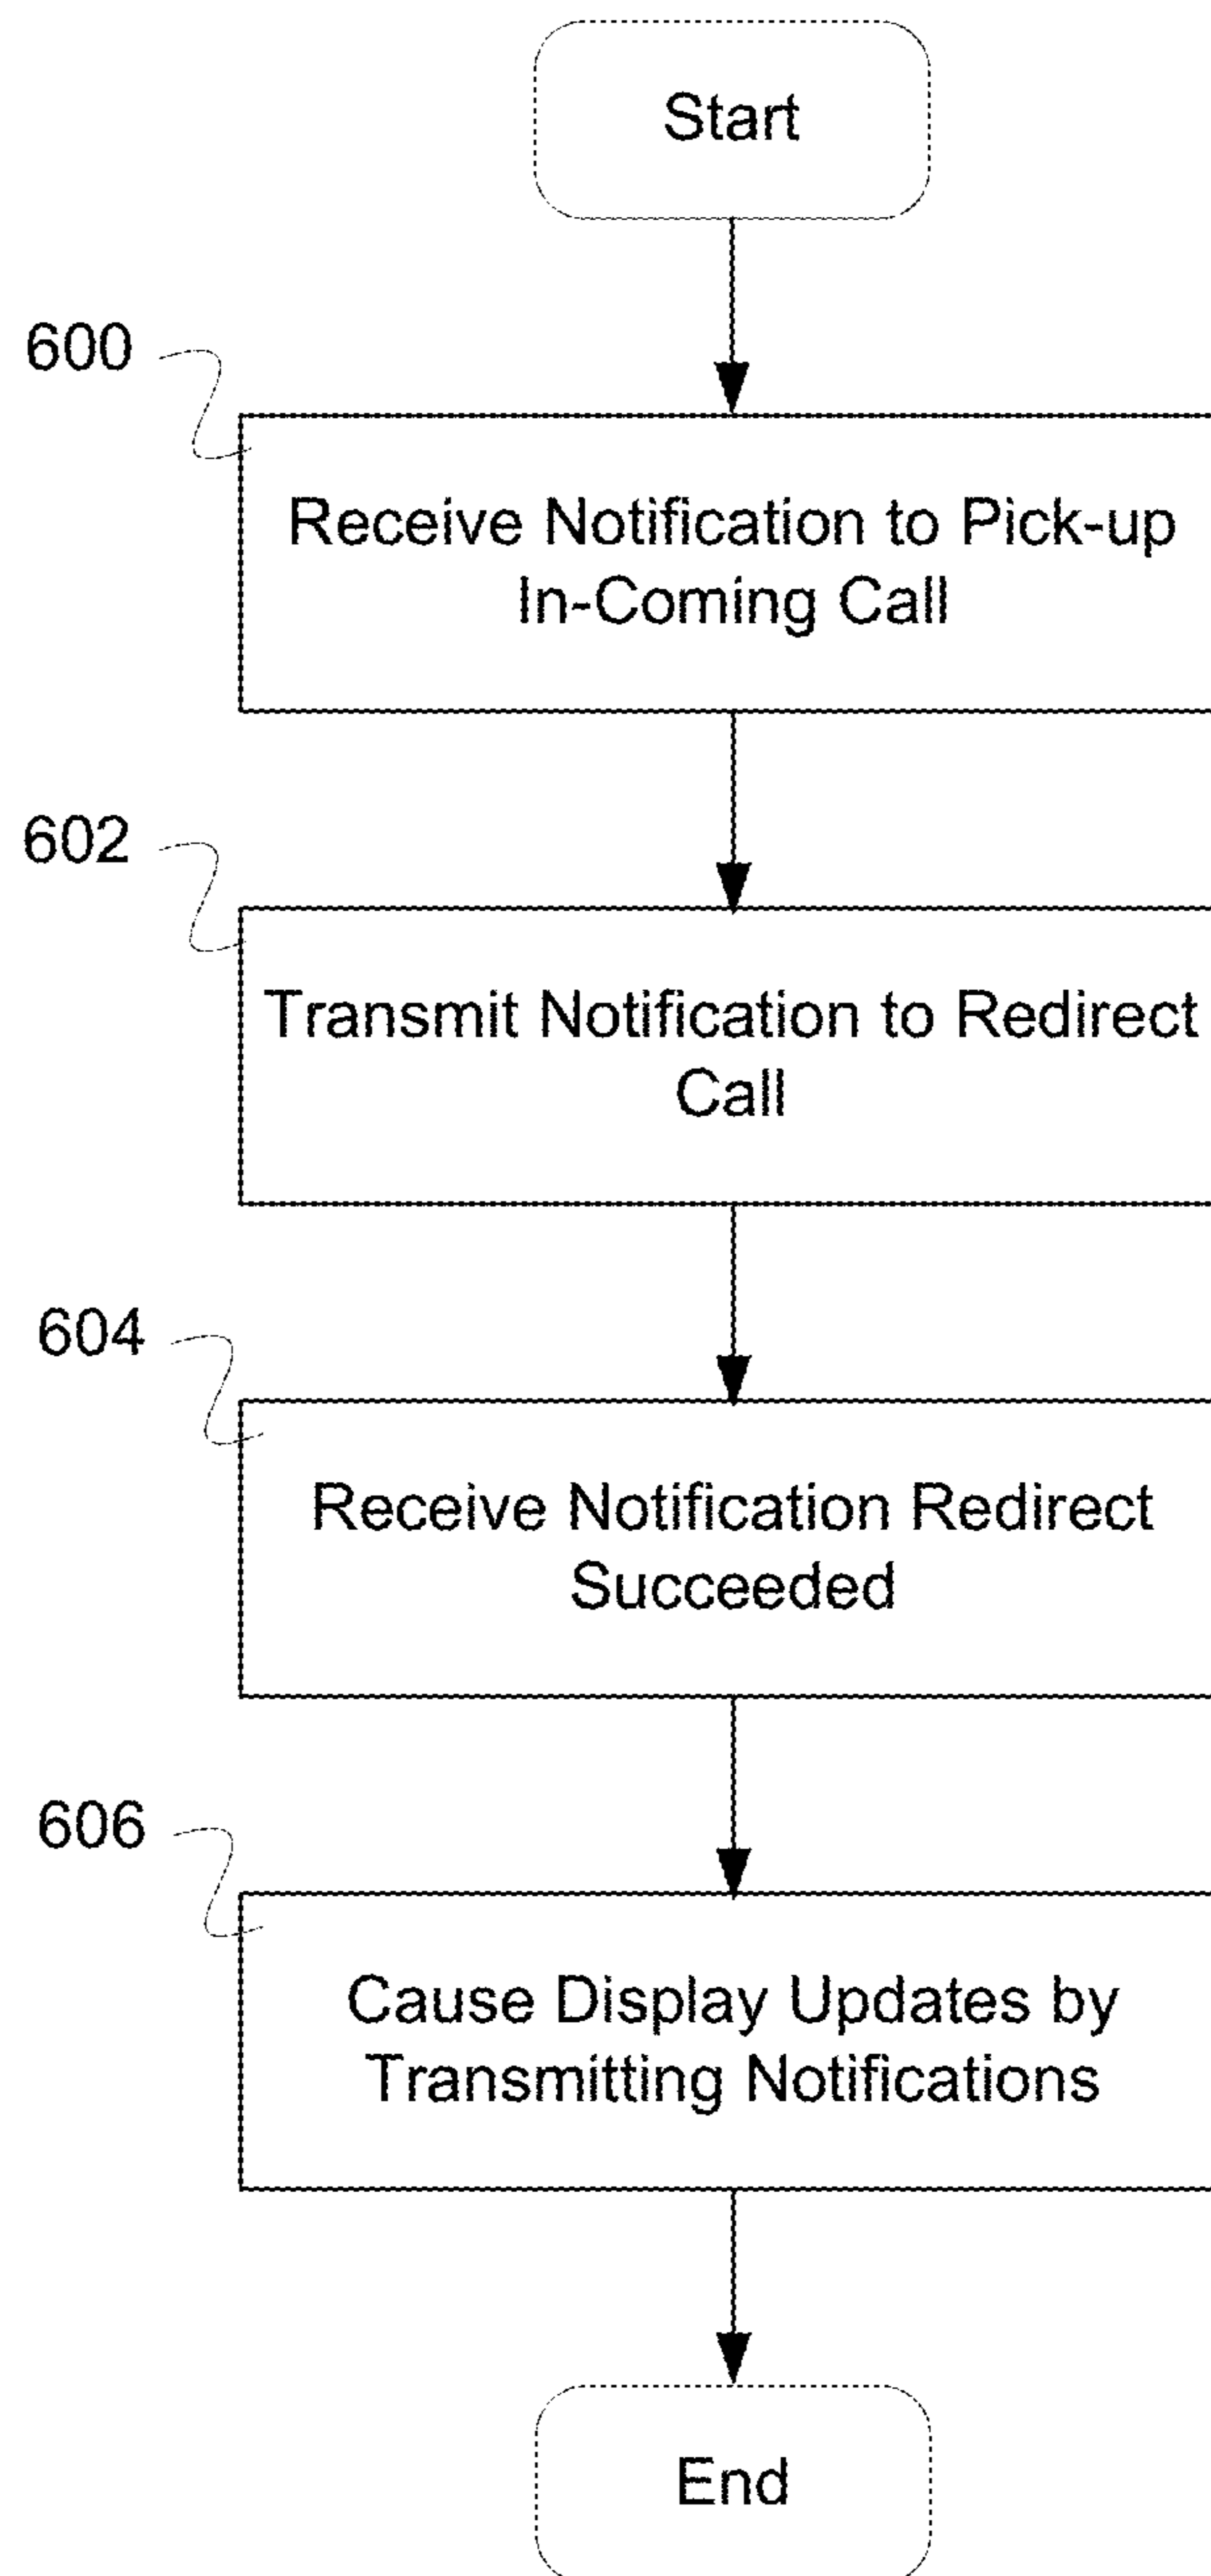 Start
600
Receive Notification to Pick-up
In-Coming Call
602
Transmit Notification to Redirect
Call
604
Receive Notification Redirect
Succeeded
606
Cause Display Updates by
Transmitting Notifications
End